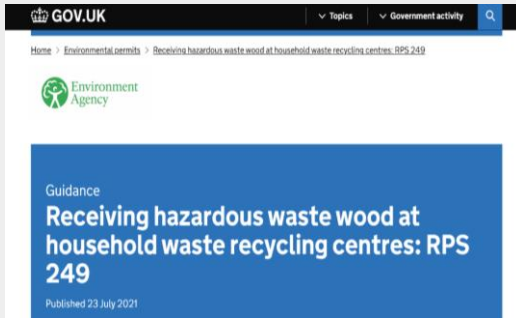 GOV.UK
Topics
Government activity
Home > Environmental permits > Receiving hazardous waste wood at household waste recycling centres: RPS 249
Environment
Agency
Guidance
Receiving hazardous waste wood at
household waste recycling centres: RPS
249
Published 23 July 2021